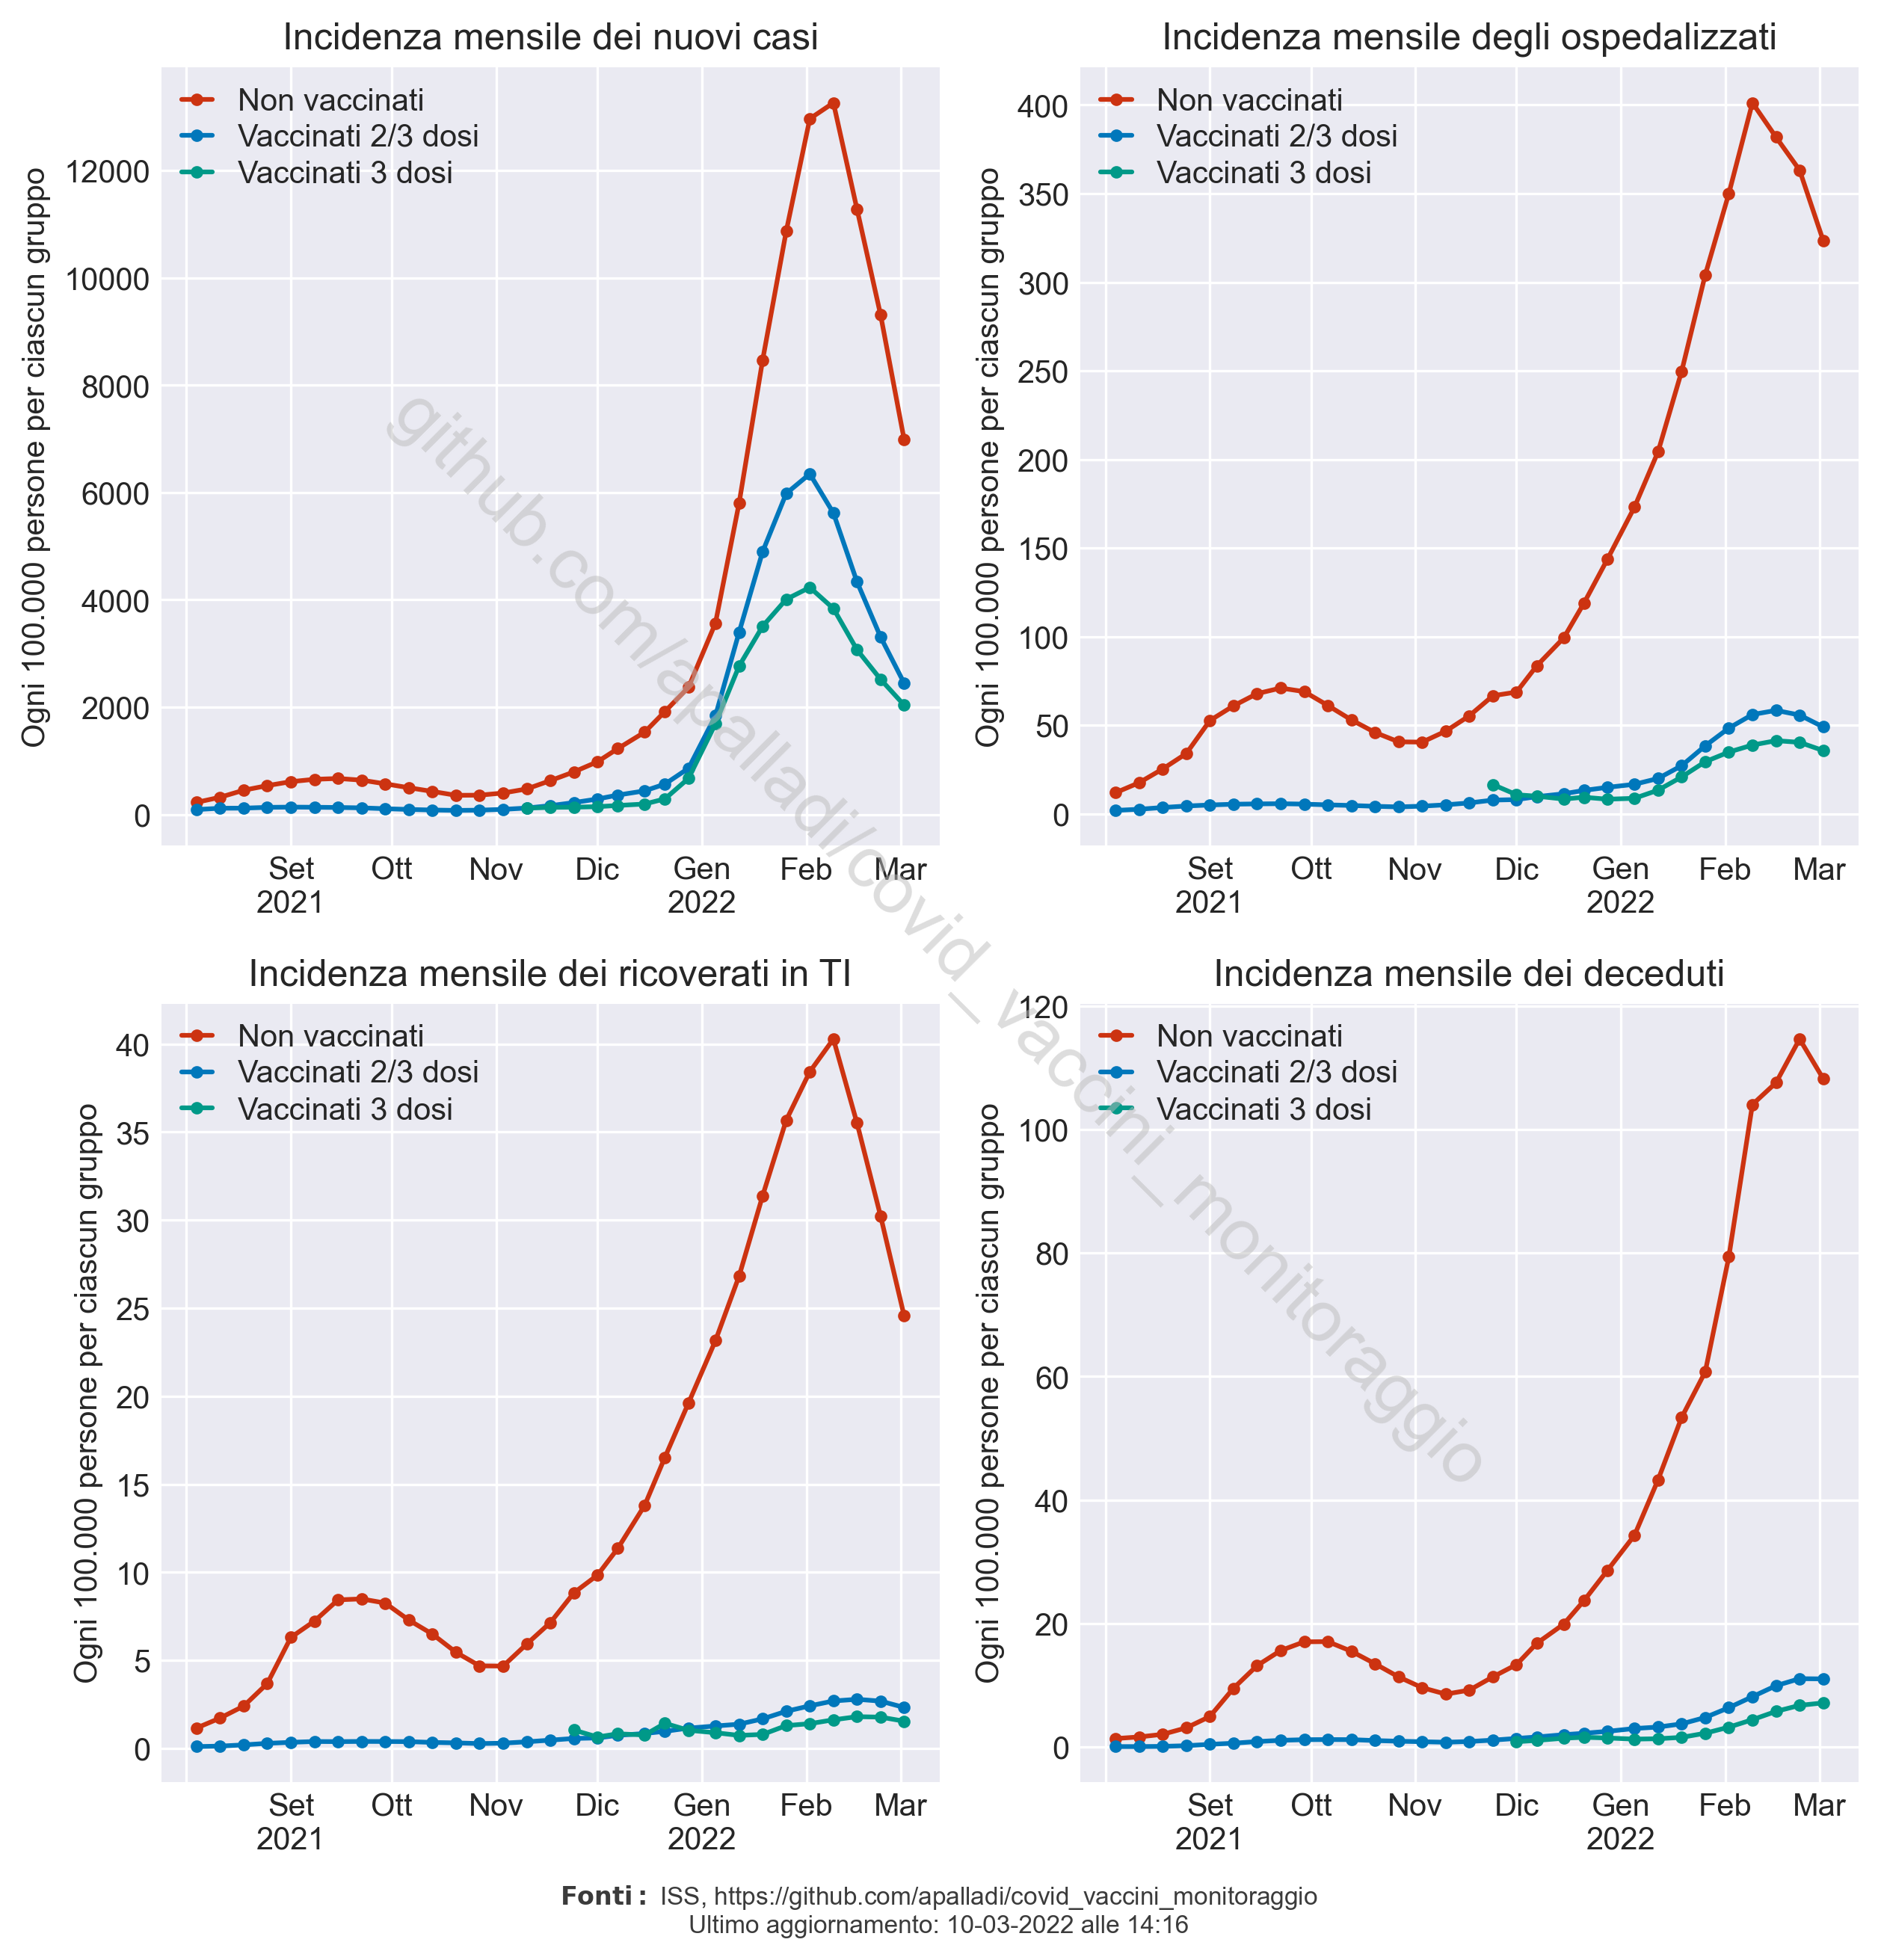 Incidenza mensile dei nuovi casi
Ogni 100.000 persone per ciascun gruppo
Non vaccinati
Vaccinati 2/3 dosi
Vaccinati 3 dosi
12000
10000
8000
6000
4000
2000
0
Set
2021
Ott
Nov
Dic
Gen
2022
Feb
Mar
Incidenza mensile degli ospedalizzati
Ogni 100.000 persone per ciascun gruppo
Non vaccinati
Vaccinati 2/3 dosi
Vaccinati 3 dosi
400
350
300
250
200
150
100
50
0
Set
2021
Ott
Nov
Dic
Gen
2022
Feb
Mar
Incidenza mensile dei ricoverati in TI
Ogni 100.000 persone per ciascun gruppo
Non vaccinati
Vaccinati 2/3 dosi
Vaccinati 3 dosi
40
35
30
25
20
15
10
5
0
Set
2021
Ott
Nov
Dic
Gen
2022
Feb
Mar
Incidenza mensile dei deceduti
Ogni 100.000 persone per ciascun gruppo
Non vaccinati
Vaccinati 2/3 dosi
Vaccinati 3 dosi
120
100
80
60
40
20
0
Set
2021
Ott
Nov
Dic
Gen
2022
Feb
Mar
github.com/apalladi/covid_vaccini_monitoraggio
Fonti: ISS, https://github.com/apalladi/covid_vaccini_monitoraggio
Ultimo aggiornamento: 10-03-2022 alle 14:16